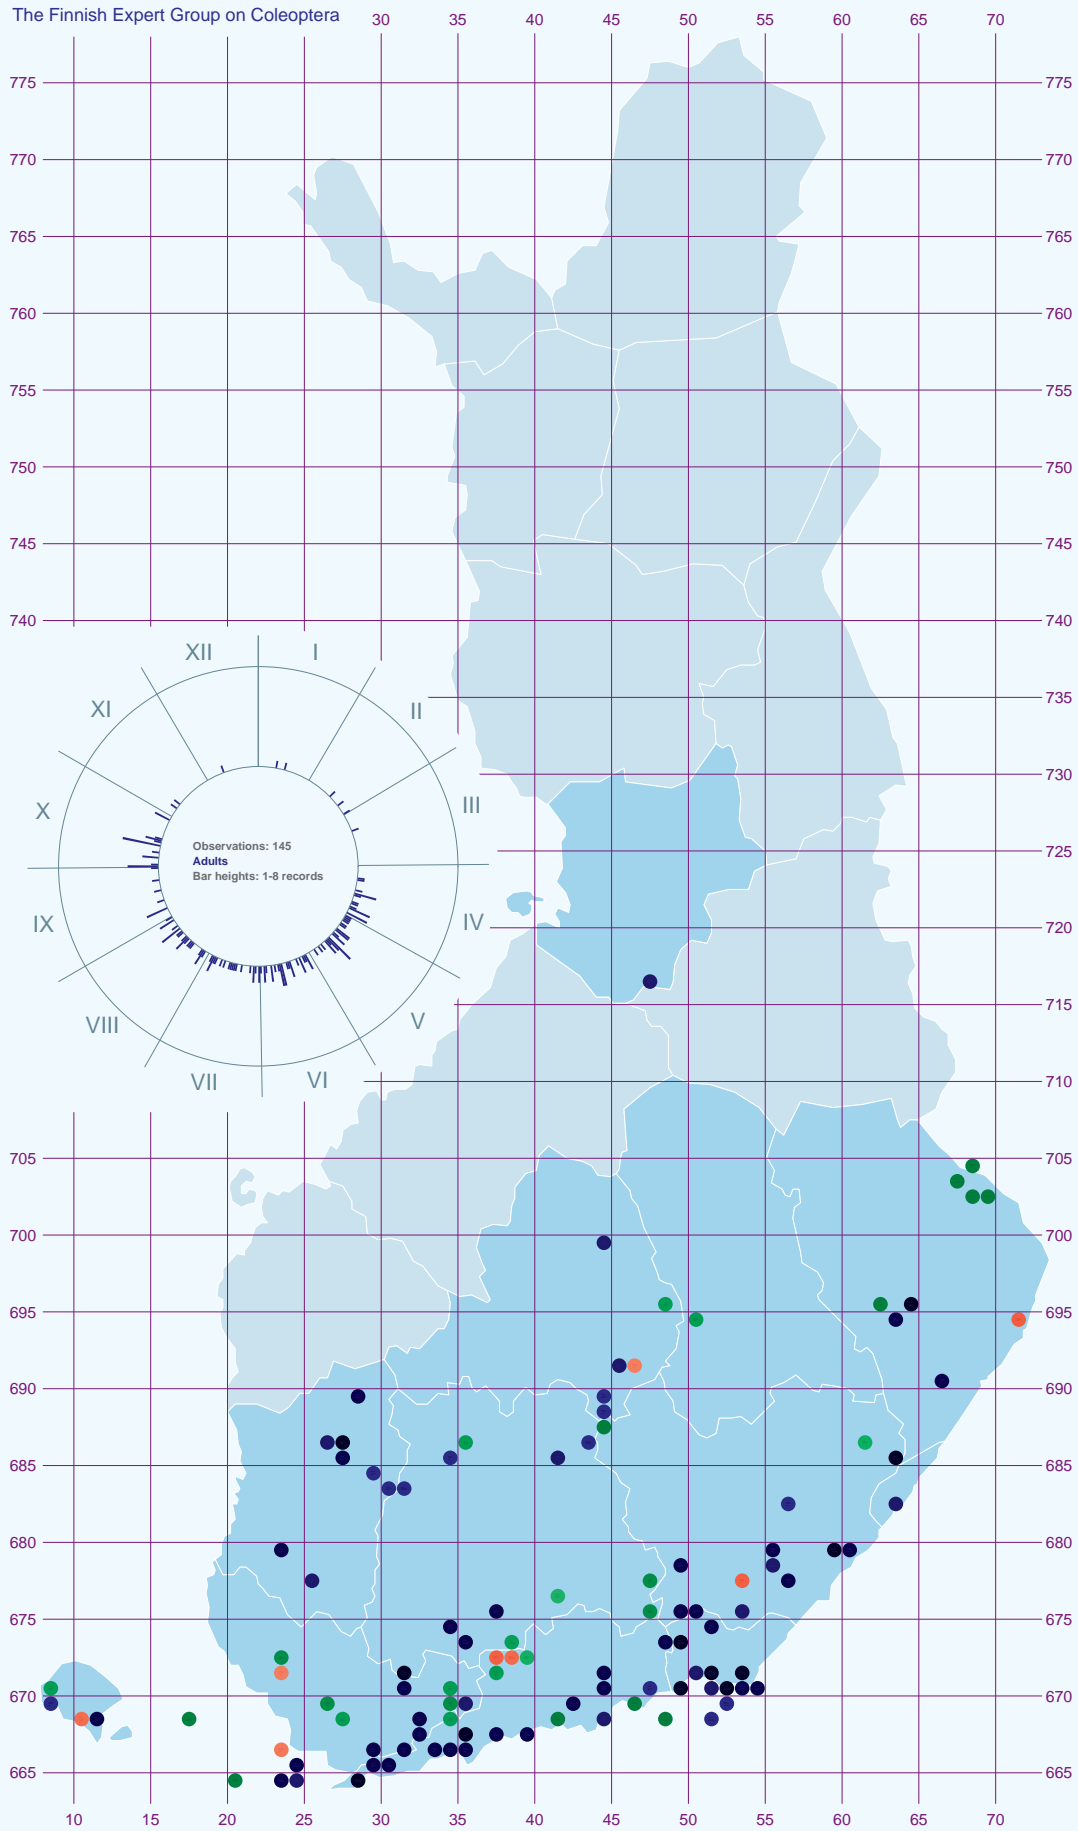 The Finnish Expert Group on Coleoptera
30 40 45 50 55 60 65 70
775 775
770 770
765 765
760 760
755 755
750 750
745 745
740 740
XII I
XI II
735
730
X III
Observations: 145
Adults
Bar heights: 1-8 records
725
IX IV
720
715
VIII V
VII VI
710
705 705
700 700
695 695
690 690
685 685
680 680
675 675
670 670
665 665
10 15 20 25 30 35 40 45 50 55 60 65 70